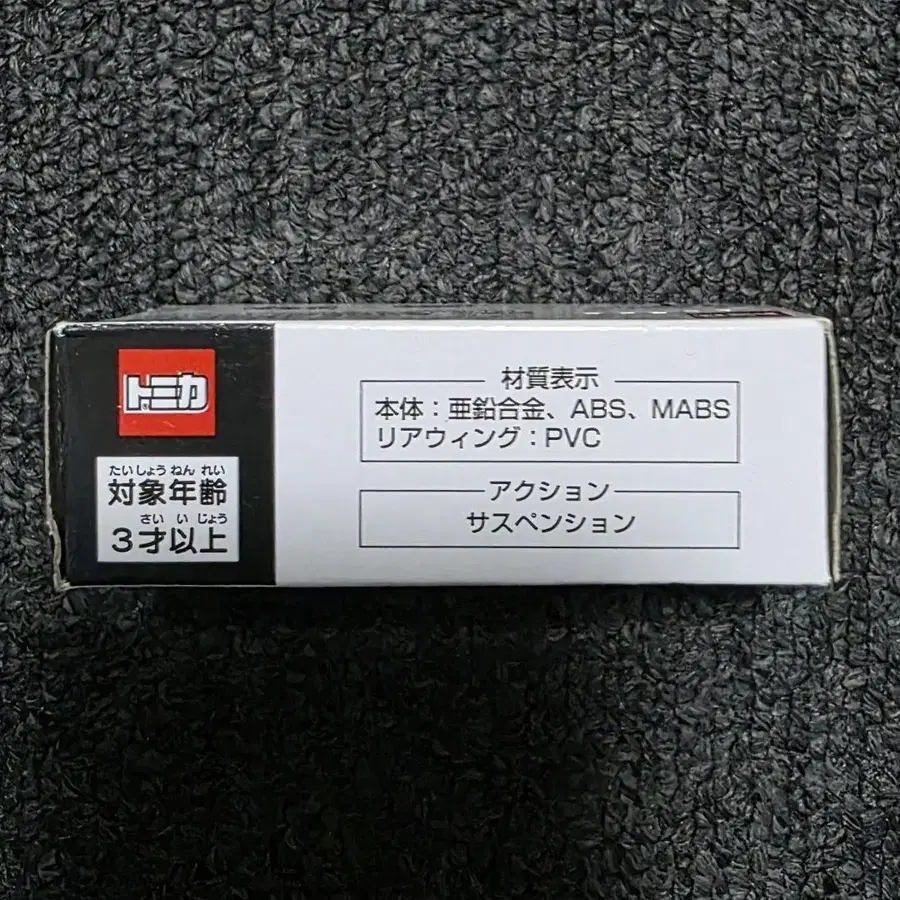 トミカ
たいしょうねんれい
対象年齢
さいいじょう
3才以上
材質表示
本体：亜鉛合金、ABS、MABS
リアウィング：PVC
アクション
サスペンション